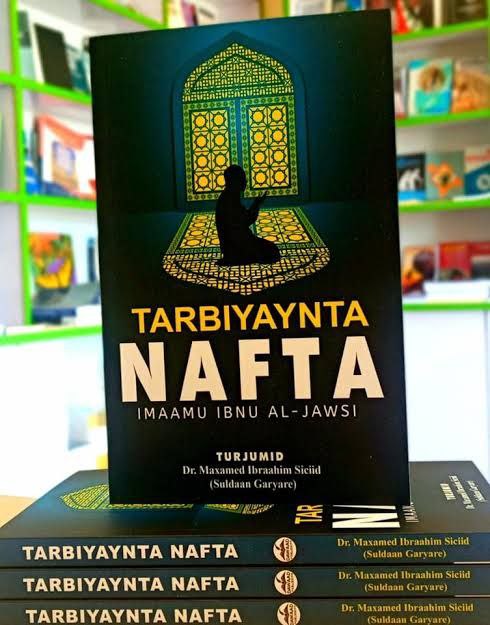 TARBIYAYNTA
NAFTA
IMAAMU IBNU AL-JAWSI
TURJUMID
Dr. Maxamed Ibraahim Siciid
(Suldaan Garyare)
TARBIYAYNTA NAFTA
Dr. Maxamed Ibraahim Siciid
(Suldaan Garyare)
TARBIYAYNTA NAFTA
Dr. Maxamed Ibraahim Siciid
(Suldaan Garyare)
TARBIYAYNTA NAFTA
Dr. Maxamed Ibraahim Siciid
(Suldaan Garyare)